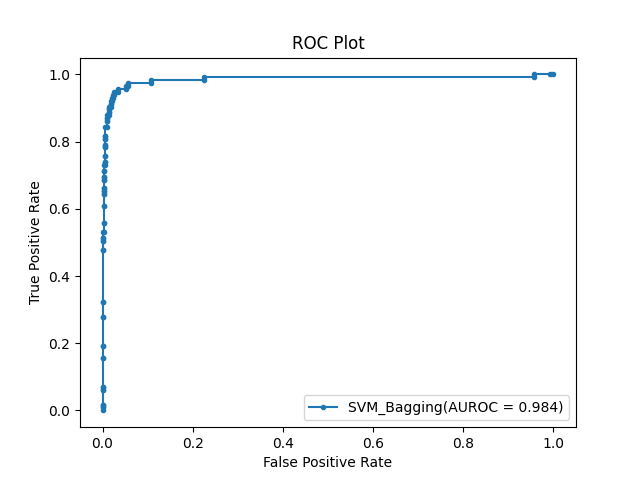 ROC Plot
True Positive Rate
1.0
0.8
0.6
0.4
0.2
0.0
SVM_Bagging(AUROC = 0.984)
0.0 0.2 0.4 0.6 0.8 1.0
False Positive Rate